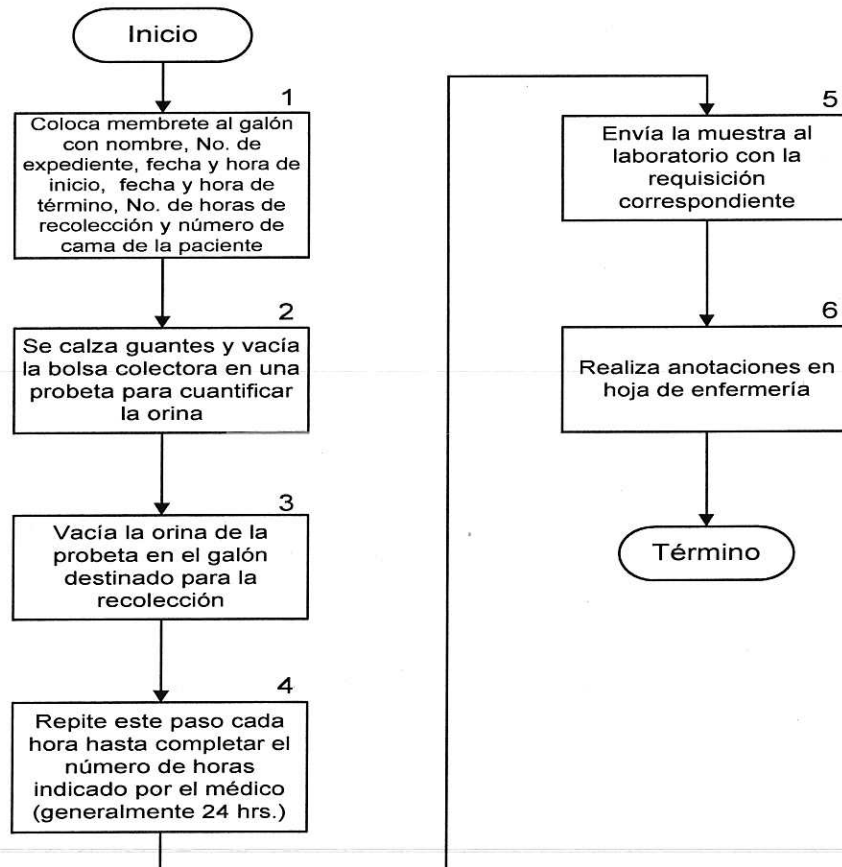 Inicio
1
Coloca membrete al galón
con nombre, No. de
expediente, fecha y hora de
inicio, fecha y hora de
término, No. de horas de
recolección y número de
cama de la paciente
2
Se calza guantes y vacía
la bolsa colectora en una
probeta para cuantificar
la orina
3
Vacía la orina de la
probeta en el galón
destinado para la
recolección
4
Repite este paso cada
hora hasta completar el
número de horas
indicado por el médico
(generalmente 24 hrs.)
5
Envía la muestra al
laboratorio con la
requisición
correspondiente
6
Realiza anotaciones en
hoja de enfermería
Término